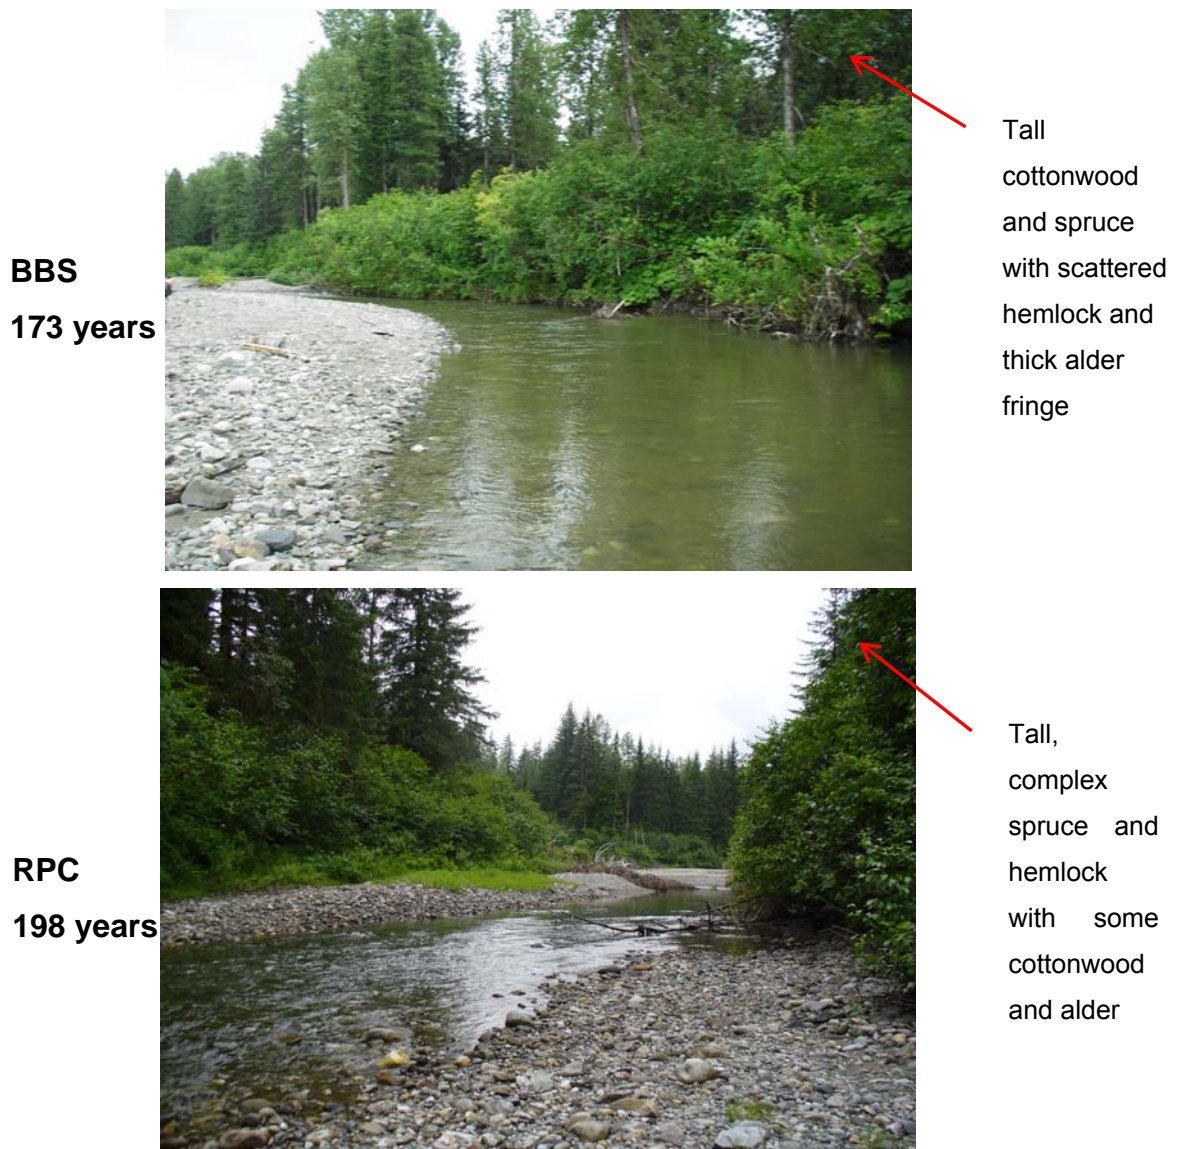 BBS
173 years
Tall
cottonwood
and spruce
with scattered
hemlock and
thick alder
fringe
RPC
198 years
Tall,
complex
spruce and
hemlock
with some
cottonwood
and alder